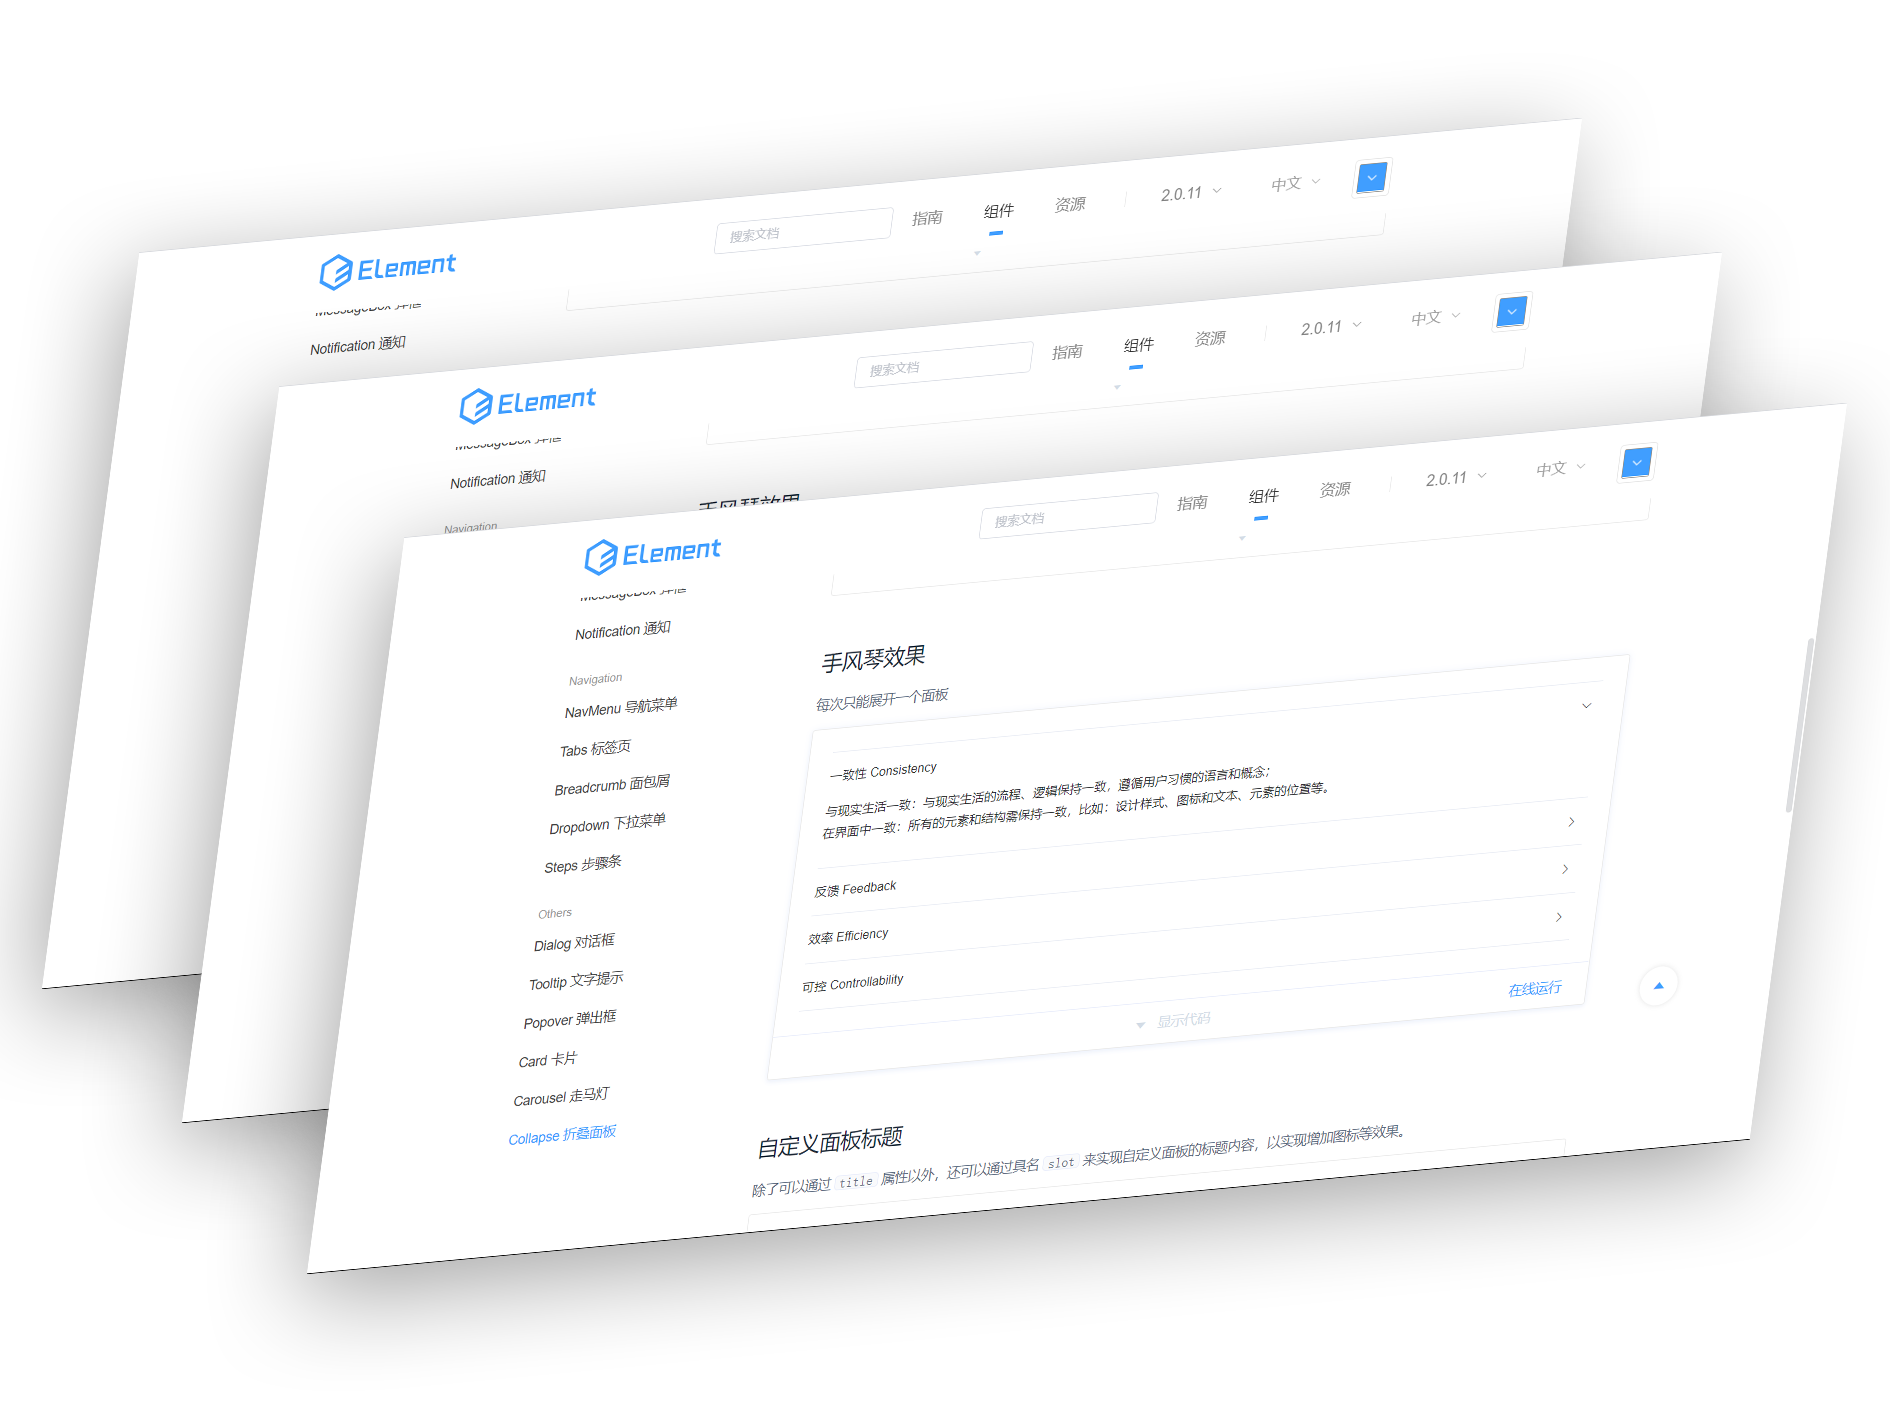 Element
搜索文档
指南
组件
资源
2.0.11
中文
MessageBox 弹框
Notification 通知
Element
搜索文档
指南
组件
资源
2.0.11
中文
MessageBox 弹框
Notification 通知
Navigation
手风琴效果
Element
搜索文档
指南
组件
资源
2.0.11
中文
MessageBox 弹框
Notification 通知
Navigation
NavMenu 导航菜单
Tabs 标签页
Breadcrumb 面包屑
Dropdown 下拉菜单
Steps 步骤条
Others
Dialog 对话框
Tooltip 文字提示
Popover 弹出框
Card 卡片
Carousel 走马灯
Collapse 折叠面板
手风琴效果
每次只能展开一个面板
一致性 Consistency
与现实生活一致：与现实生活的流程、逻辑保持一致，遵循用户习惯的语言和概念；
在界面中一致：所有的元素和结构需保持一致，比如：设计样式、图标和文本、元素的位置等。
反馈 Feedback
效率 Efficiency
可控 Controllability
显示代码
在线运行
自定义面板标题
除了可以通过 title 属性以外，还可以通过具名 slot 来实现自定义面板的标题内容，以实现增加图标等效果。